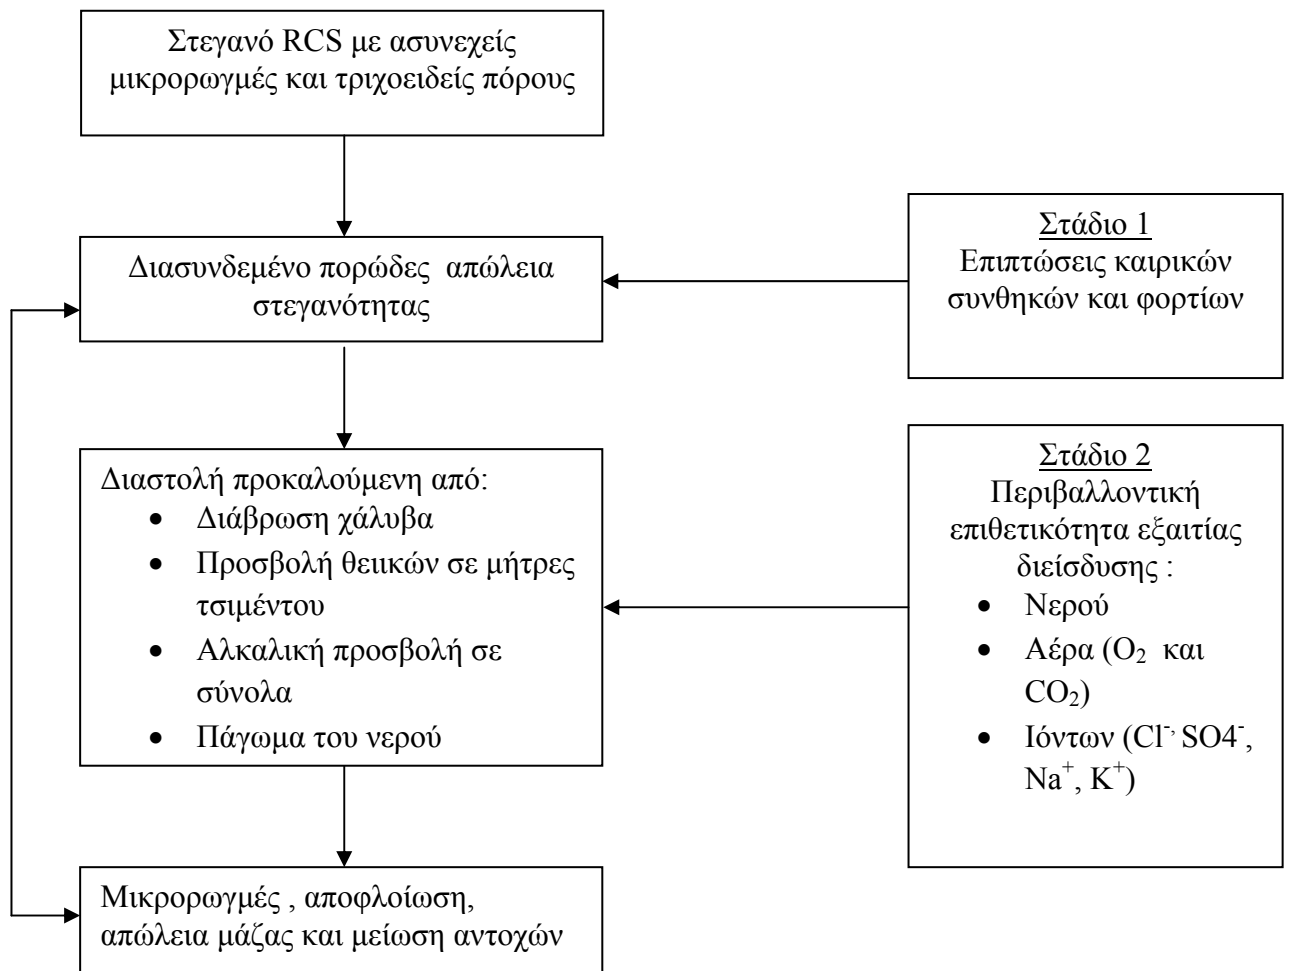 Στεγανό RCS με ασυνεχείς
μικρορωγμές και τριχοειδείς πόρους
Διασυνδεμένο πορώδες απώλεια
στεγανότητας
Στάδιο 1
Επιπτώσεις καιρικών
συνθηκών και φορτίων
Διαστολή προκαλούμενη από:
• Διάβρωση χάλυβα
• Προσβολή θειικών σε μήτρες
τσιμέντου
• Αλκαλική προσβολή σε
σύνολα
• Πάγωμα του νερού
Στάδιο 2
Περιβαλλοντική
επιθετικότητα εξαιτίας
διείσδυσης :
• Νερού
• Αέρα (O₂ και
CO₂)
• Ιόντων (Cl⁻, SO4⁻,
Na⁺, K⁺)
Μικρορωγμές , αποφλοίωση,
απώλεια μάζας και μείωση αντοχών